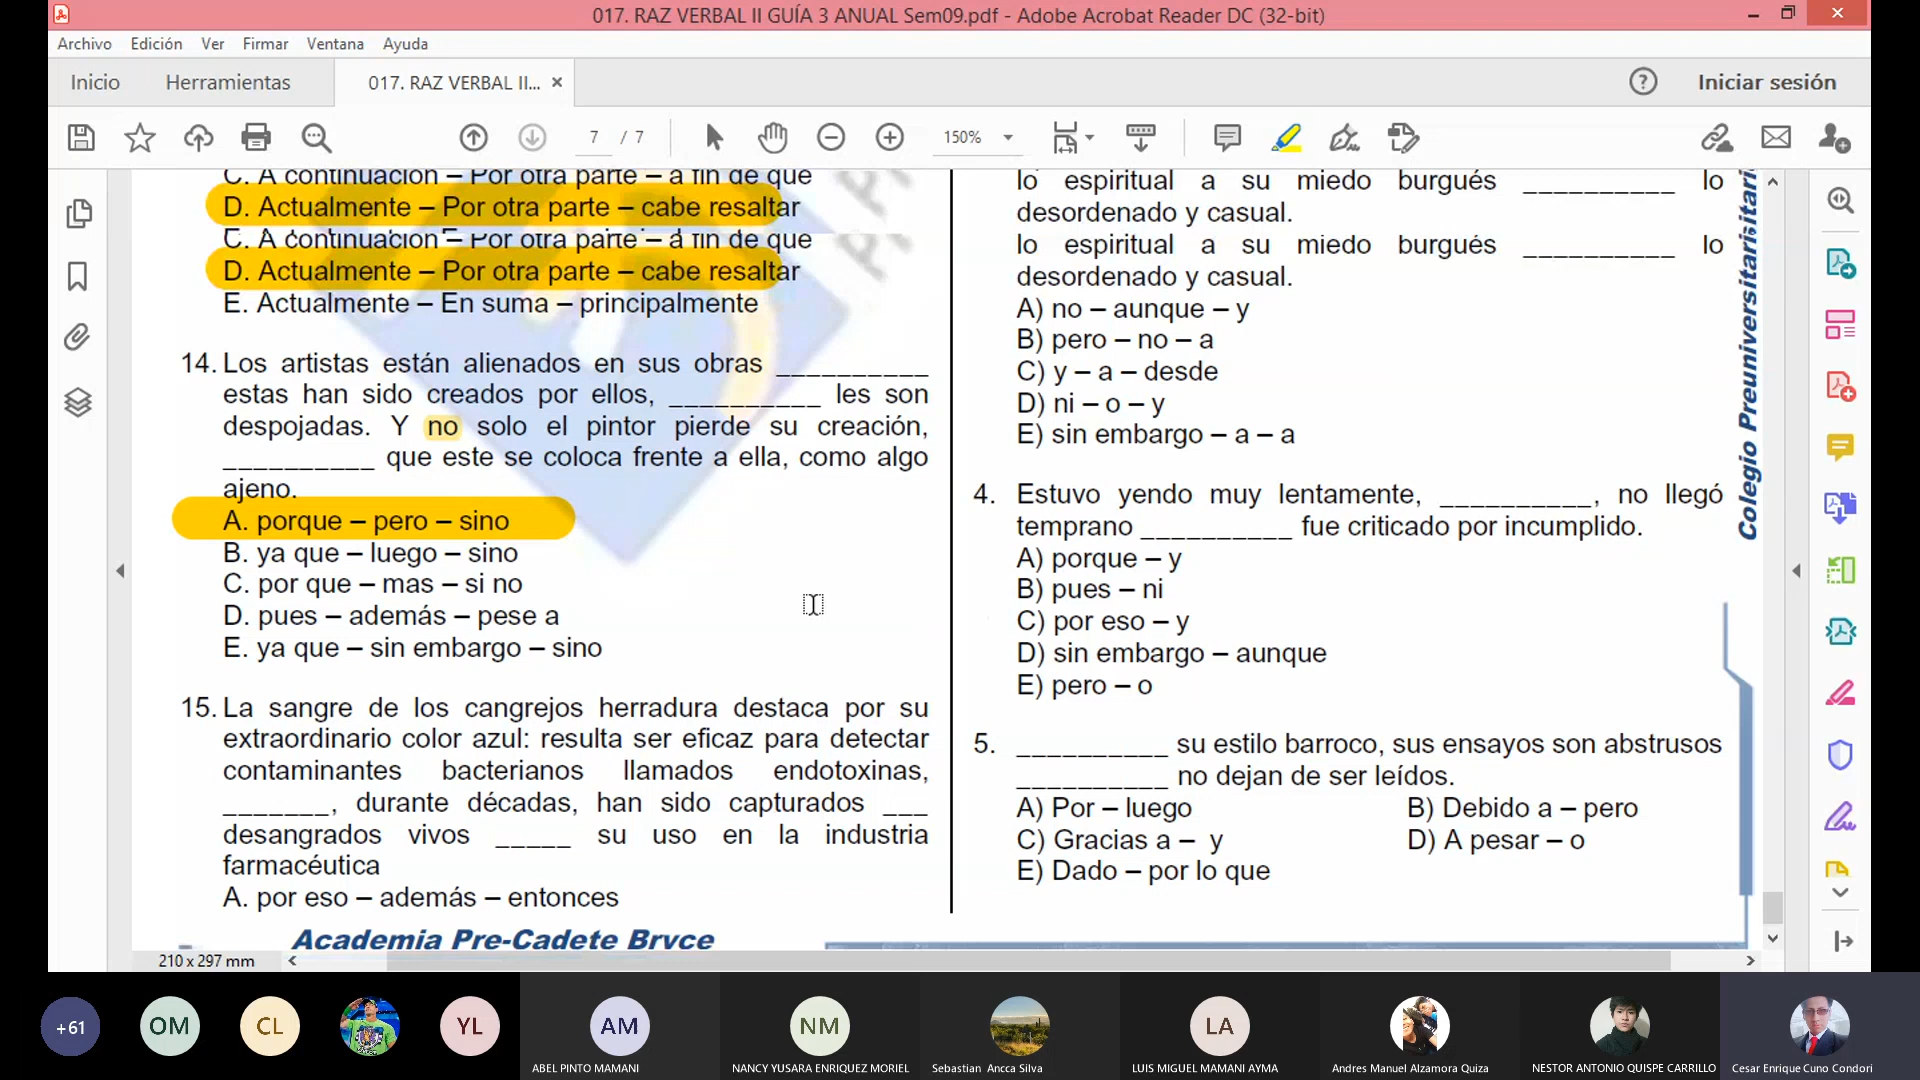 017. RAZ VERBAL II GUÍA 3 ANUAL Sem09.pdf - Adobe Acrobat Reader DC (32-bit)
Archivo Edición Ver Firmar Ventana Ayuda
Inicio Herramientas 017. RAZ VERBAL II... × Iniciar sesión
7 / 7 150%
C. A continuación – Por otra parte – a fin de que
D. Actualmente – Por otra parte – cabe resaltar
C. A continuación – Por otra parte – a fin de que
D. Actualmente – Por otra parte – cabe resaltar
E. Actualmente – En suma – principalmente
14. Los artistas están alienados en sus obras __________
estas han sido creados por ellos, __________ les son
despojadas. Y no solo el pintor pierde su creación,
__________ que este se coloca frente a ella, como algo
ajeno.
A. porque – pero – sino
B. ya que – luego – sino
C. por que – mas – si no
D. pues – además – pese a
E. ya que – sin embargo – sino
15. La sangre de los cangrejos herradura destaca por su
extraordinario color azul: resulta ser eficaz para detectar
contaminantes bacterianos llamados endotoxinas,
_______, durante décadas, han sido capturados ___
desangrados vivos _____ su uso en la industria
farmacéutica
A. por eso – además – entonces
Academia Pre-Cadete Bryce
lo espiritual a su miedo burgués __________ lo
desordenado y casual.
lo espiritual a su miedo burgués __________ lo
desordenado y casual.
A) no – aunque – y
B) pero – no – a
C) y – a – desde
D) ni – o – y
E) sin embargo – a – a
4. Estuvo yendo muy lentamente, __________, no llegó
temprano __________ fue criticado por incumplido.
A) porque – y
B) pues – ni
C) por eso – y
D) sin embargo – aunque
E) pero – o
5. __________ su estilo barroco, sus ensayos son abstrusos
__________ no dejan de ser leídos.
A) Por – luego B) Debido a – pero
C) Gracias a – y D) A pesar – o
E) Dado – por lo que
Colegio Preuniversitari
210 x 297 mm
+61 OM CL YL AM NM LA
ABEL PINTO MAMANI NANCY YUSARA ENRIQUEZ MORIEL Sebastian Ancca Silva LUIS MIGUEL MAMANI AYMA Andres Manuel Alzamora Quiza NESTOR ANTONIO QUISPE CARRILLO Cesar Enrique Cuno Condori